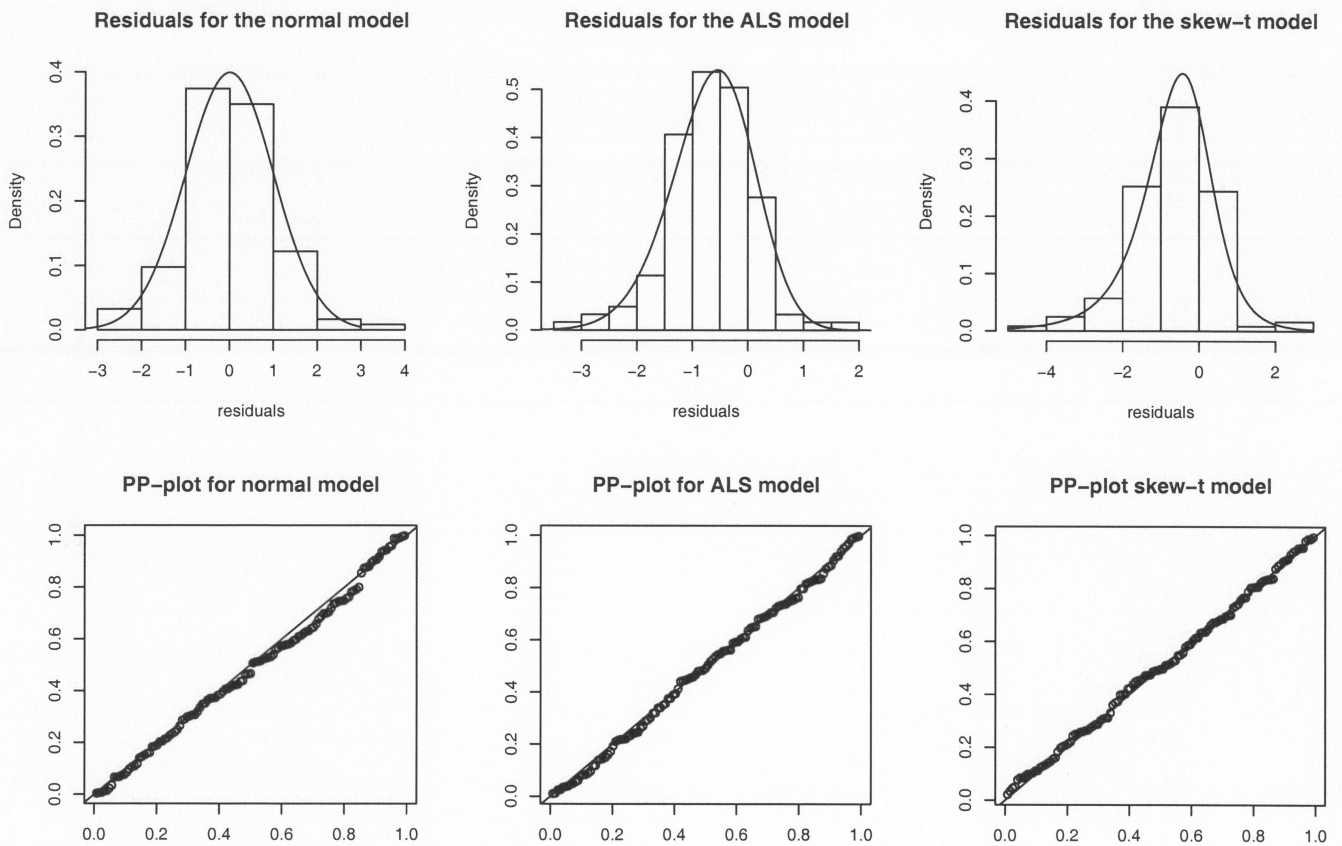 Residuals for the normal model
Density
0.0
0.1
0.2
0.3
0.4
−3 −2 −1 0 1 2 3 4
residuals
Residuals for the ALS model
Density
0.0
0.1
0.2
0.3
0.4
0.5
−3 −2 −1 0 1 2
residuals
Residuals for the skew−t model
Density
0.0
0.1
0.2
0.3
0.4
−4 −2 0 2
residuals
PP−plot for normal model
0.0
0.2
0.4
0.6
0.8
1.0
0.0 0.2 0.4 0.6 0.8 1.0
PP−plot for ALS model
0.0
0.2
0.4
0.6
0.8
1.0
0.0 0.2 0.4 0.6 0.8 1.0
PP−plot skew−t model
0.0
0.2
0.4
0.6
0.8
1.0
0.0 0.2 0.4 0.6 0.8 1.0